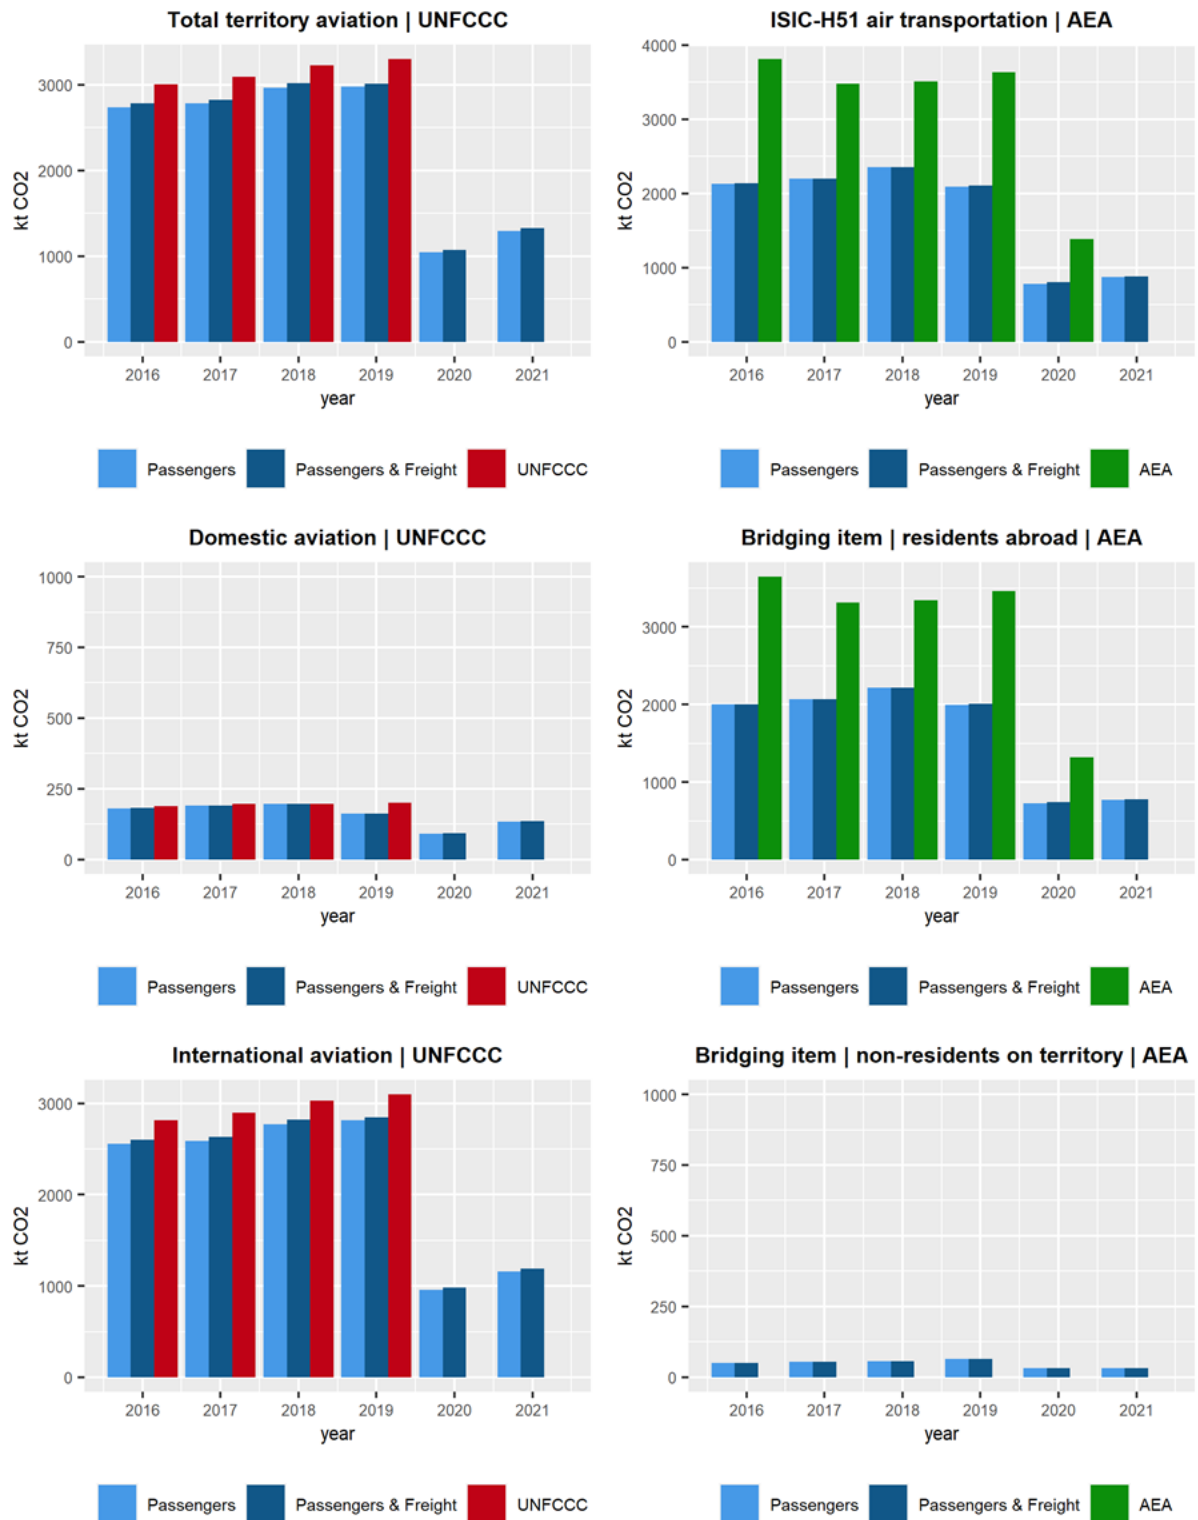 Total territory aviation | UNFCCC
kt CO2
3000
2000
1000
0
2016 2017 2018 2019 2020 2021
year
Passengers Passengers & Freight UNFCCC
ISIC-H51 air transportation | AEA
kt CO2
4000
3000
2000
1000
0
2016 2017 2018 2019 2020 2021
year
Passengers Passengers & Freight AEA
Domestic aviation | UNFCCC
kt CO2
1000
750
500
250
0
2016 2017 2018 2019 2020 2021
year
Passengers Passengers & Freight UNFCCC
Bridging item | residents abroad | AEA
kt CO2
3000
2000
1000
0
2016 2017 2018 2019 2020 2021
year
Passengers Passengers & Freight AEA
International aviation | UNFCCC
kt CO2
3000
2000
1000
0
2016 2017 2018 2019 2020 2021
year
Passengers Passengers & Freight UNFCCC
Bridging item | non-residents on territory | AEA
kt CO2
1000
750
500
250
0
2016 2017 2018 2019 2020 2021
year
Passengers Passengers & Freight AEA